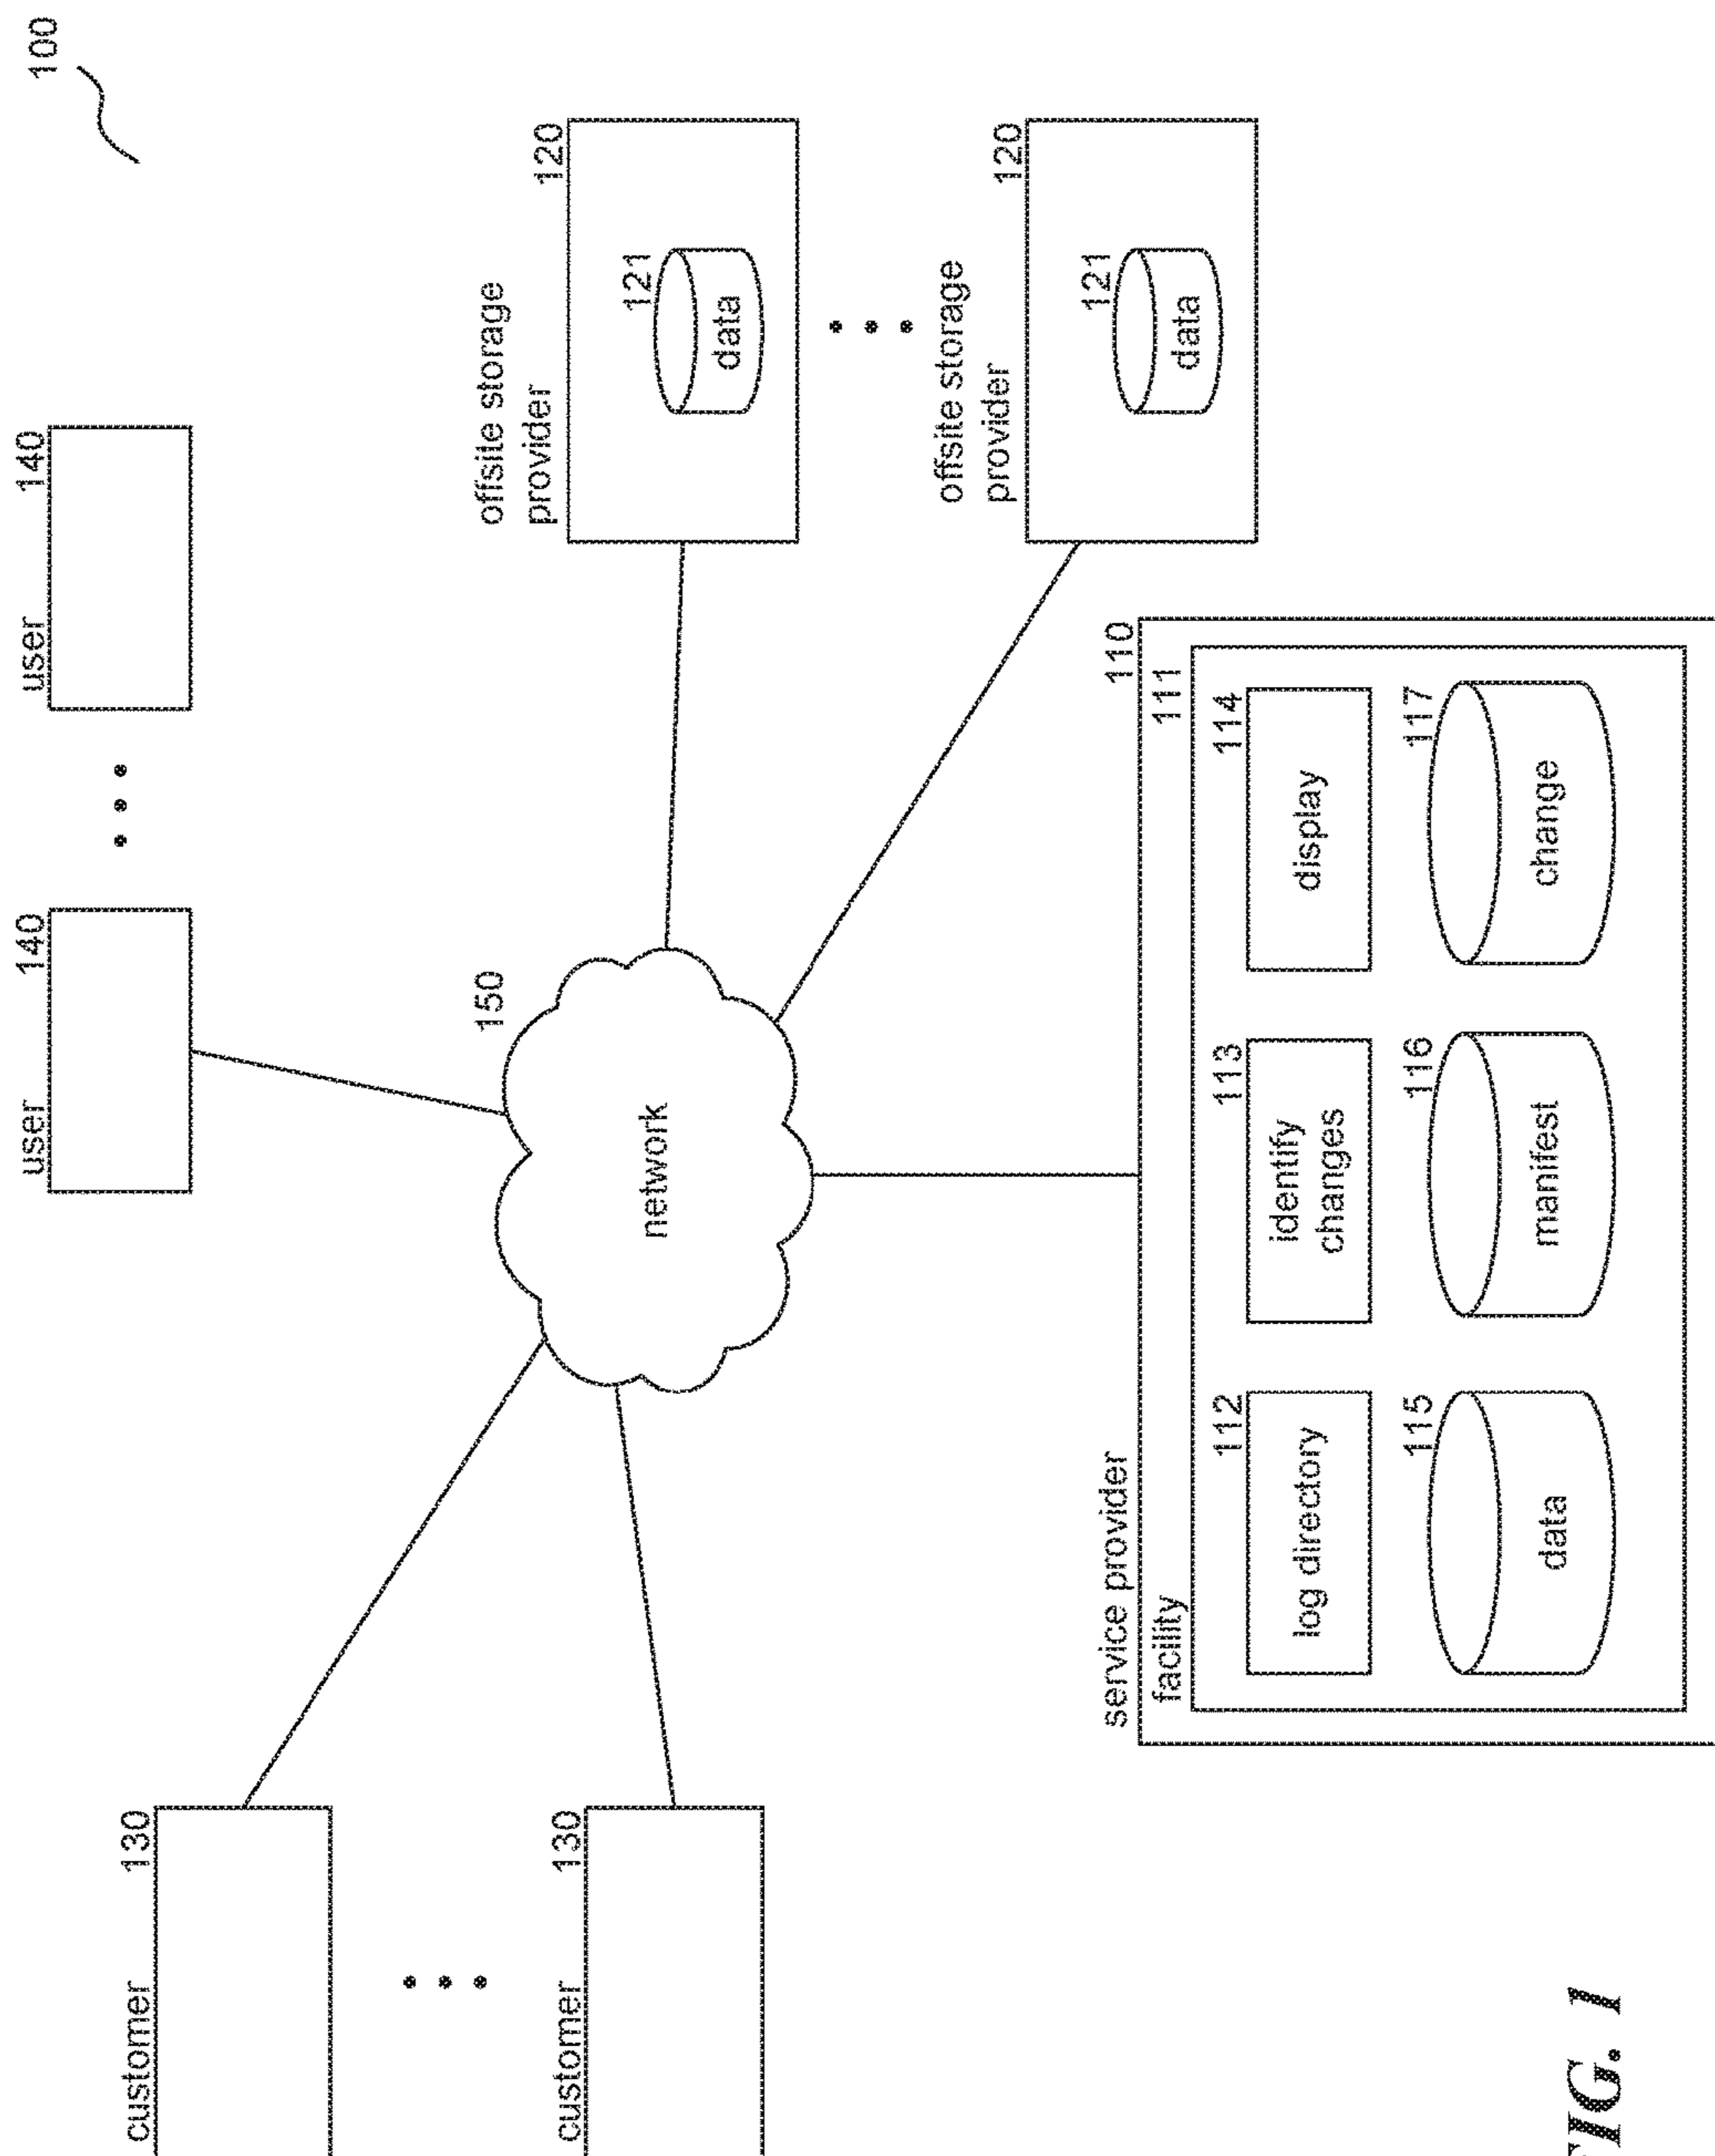 100
user 140
user 140
customer 130
customer 130
150
network
offsite storage
provider 120
121
data
offsite storage
provider 120
121
data
service provider 110
facility 111
112
log directory
113
identify
changes
114
display
115
data
116
manifest
117
change
FIG. 1